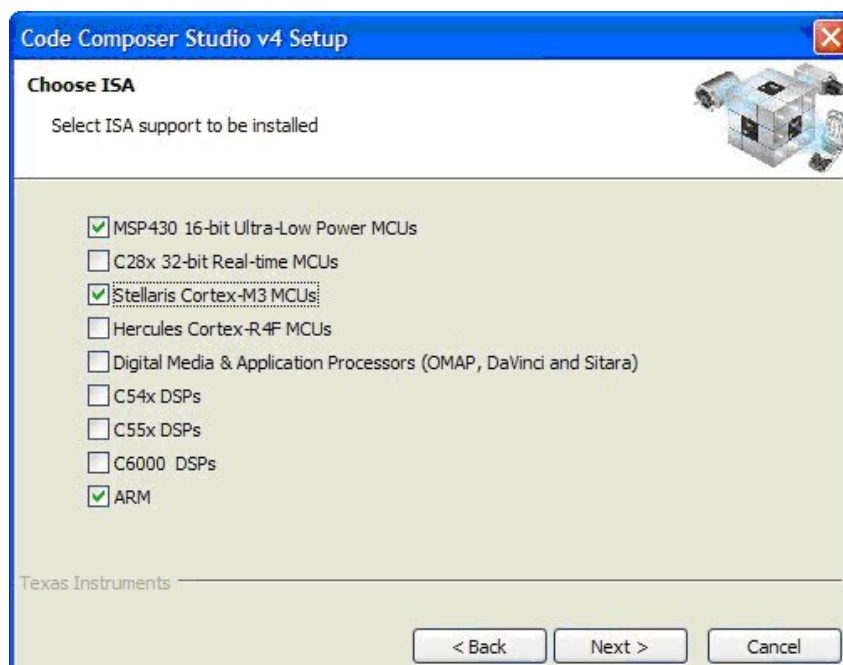 Code Composer Studio v4 Setup
Choose ISA
Select ISA support to be installed
MSP430 16-bit Ultra-Low Power MCUs
C28x 32-bit Real-time MCUs
Stellaris Cortex-M3 MCUs
Hercules Cortex-R4F MCUs
Digital Media & Application Processors (OMAP, DaVinci and Sitara)
C54x DSPs
C55x DSPs
C6000  DSPs
ARM
Texas Instruments
< Back Next > Cancel